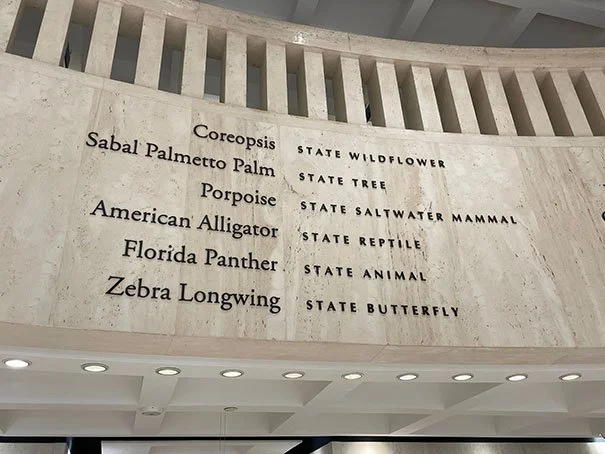 Coreopsis STATE WILDFLOWER
Sabal Palmetto Palm STATE TREE
Porpoise STATE SALTWATER MAMMAL
American Alligator STATE REPTILE
Florida Panther STATE ANIMAL
Zebra Longwing STATE BUTTERFLY